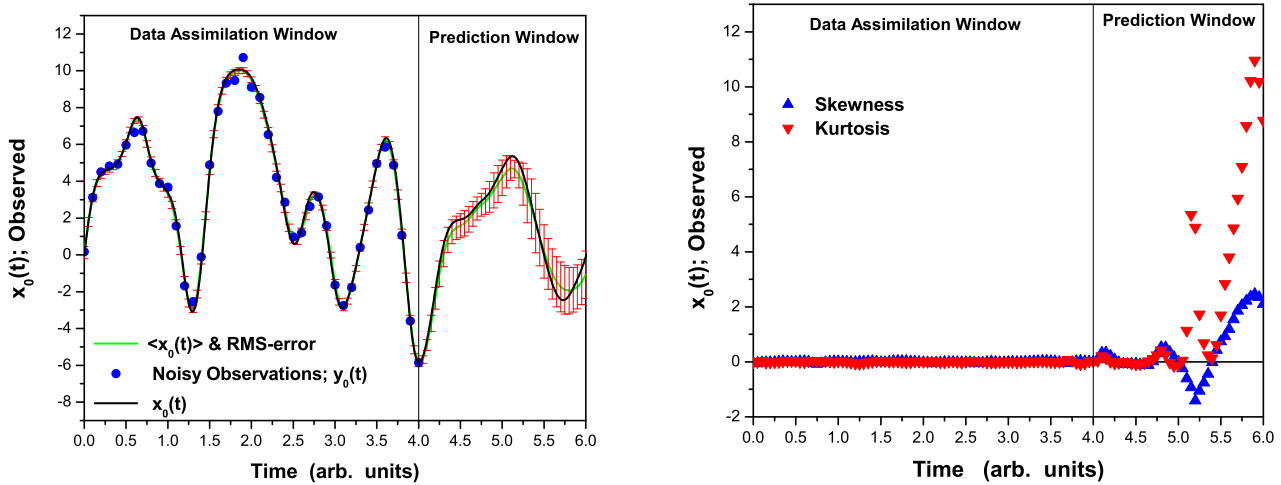 Data Assimilation Window
Prediction Window
x0(t); Observed
12
10
8
6
4
2
0
-2
-4
-6
-8
<x0(t)> & RMS-error
Noisy Observations; y0(t)
x0(t)
0.0 0.5 1.0 1.5 2.0 2.5 3.0 3.5 4.0 4.5 5.0 5.5 6.0
Time (arb. units)
Data Assimilation Window
Prediction Window
x0(t); Observed
12
10
8
6
4
2
0
-2
Skewness
Kurtosis
0.0 0.5 1.0 1.5 2.0 2.5 3.0 3.5 4.0 4.5 5.0 5.5 6.0
Time (arb. units)